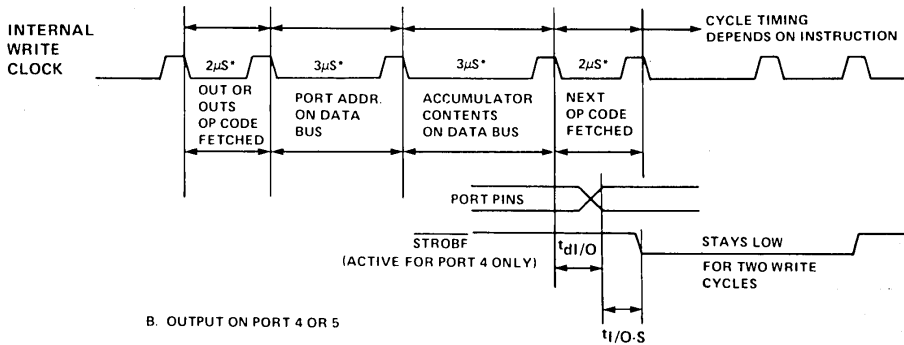 INTERNAL
WRITE
CLOCK
CYCLE TIMING
DEPENDS ON INSTRUCTION
2μS*
3μS*
3μS*
2μS*
OUT OR
OUTS
OP CODE
FETCHED
PORT ADDR.
ON DATA
BUS
ACCUMULATOR
CONTENTS
ON DATA BUS
NEXT
OP CODE
FETCHED
PORT PINS
STROBF
(ACTIVE FOR PORT 4 ONLY)
tdI/O
STAYS LOW
FOR TWO WRITE
CYCLES
tI/O-S
B. OUTPUT ON PORT 4 OR 5